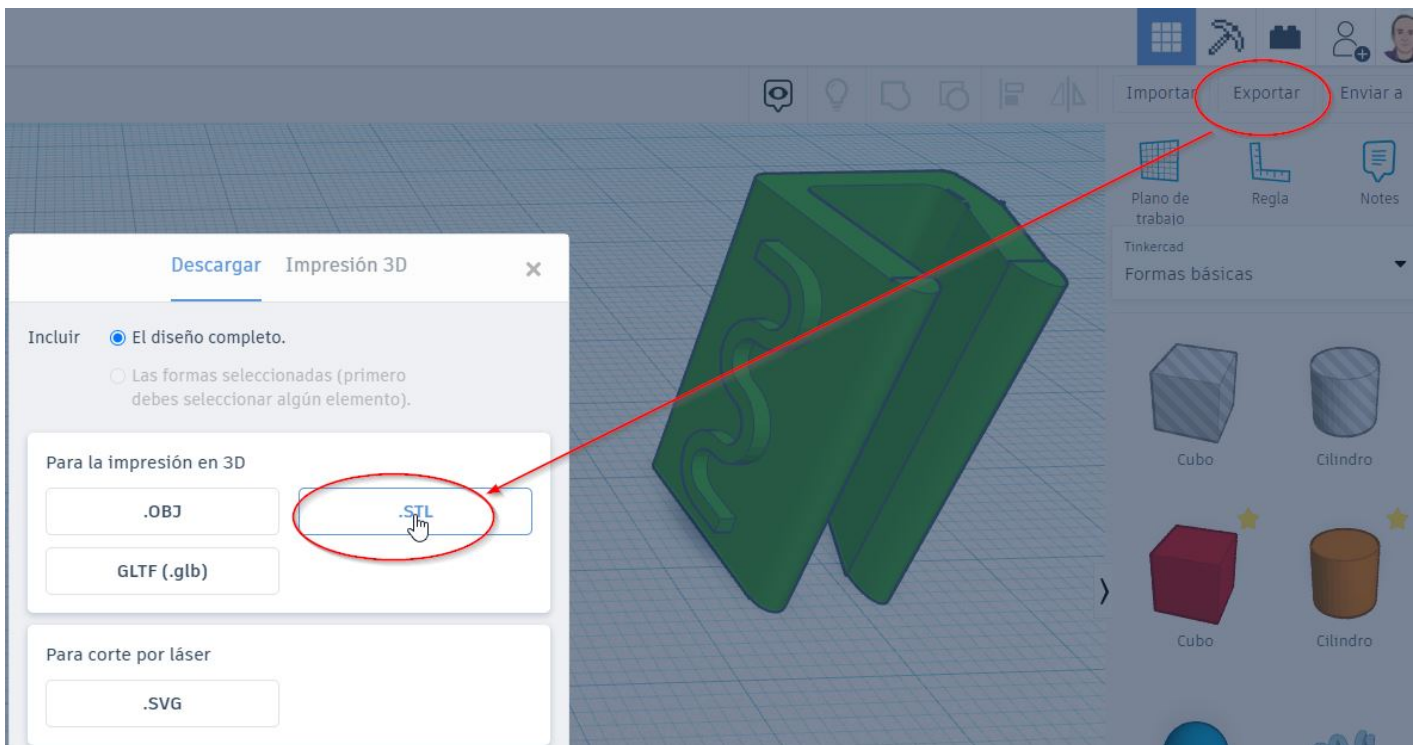 Importar Exportar Enviar a
Plano de
trabajo
Regla
Notes
Tinkercad
Formas básicas
Descargar Impresión 3D
Incluir El diseño completo.
Las formas seleccionadas (primero
debes seleccionar algún elemento).
Para la impresión en 3D
.OBJ .STL
GLTF (.glb)
Para corte por láser
.SVG
Cubo Cilindro
Cubo Cilindro